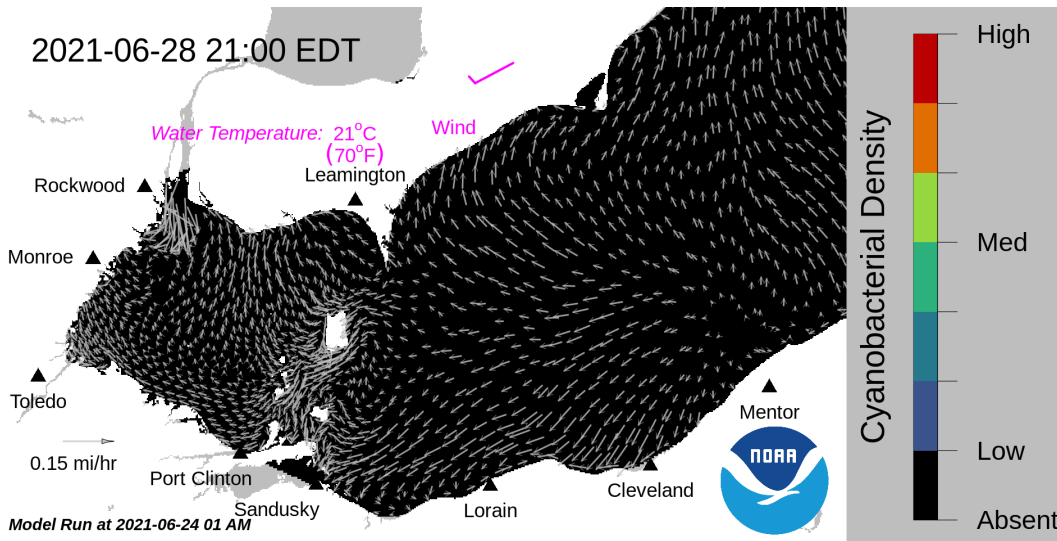 2021-06-28 21:00 EDT
High
Wind
Water Temperature: 21°C
(70°F)
Leamington
Rockwood
Monroe
Cyanobacterial Density
Med
Toledo
Mentor
0.15 mi/hr
NOAA
Low
Port Clinton
Cleveland
Sandusky
Lorain
Model Run at 2021-06-24 01 AM
Absent